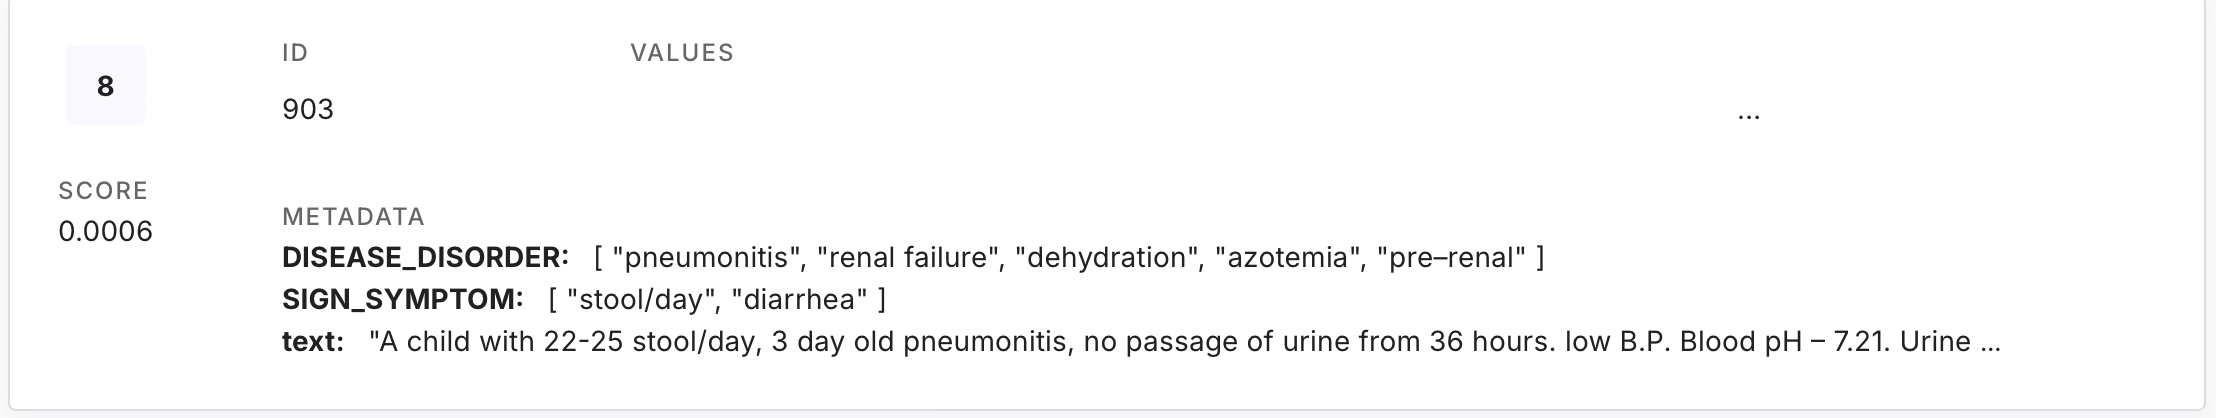 8
ID
VALUES
903
...
SCORE
0.0006
METADATA
DISEASE_DISORDER: [ "pneumonitis", "renal failure", "dehydration", "azotemia", "pre–renal" ]
SIGN_SYMPTOM: [ "stool/day", "diarrhea" ]
text: "A child with 22-25 stool/day, 3 day old pneumonitis, no passage of urine from 36 hours. low B.P. Blood pH – 7.21. Urine ...